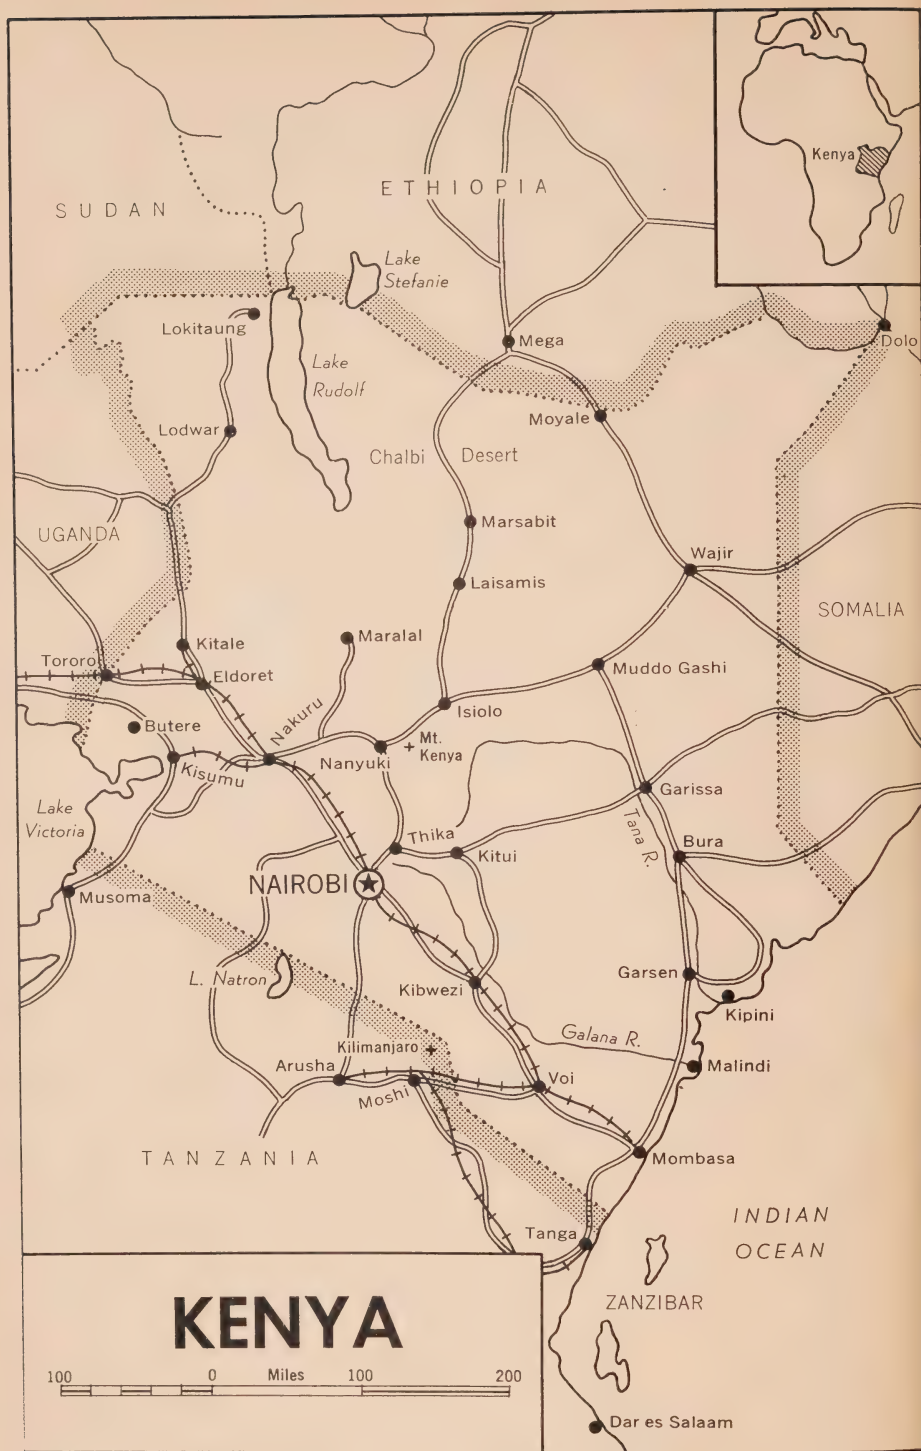 Kenya
ETHIOPIA
SUDAN
Lake
Stefanie
Lokitaung
Mega
Dolo
Lake
Rudolf
Moyale
Lodwar
Chalbi Desert
Marsabit
UGANDA
Wajir
Laisamis
SOMALIA
Maralal
Kitale
Tororo
Eldoret
Muddo Gashi
Isiolo
Nakuru
Butere
Mt.
Kenya
Nanyuki
Kisumu
Garissa
Lake
Victoria
Tana R.
Thika
Kitui
Bura
NAIROBI
Musoma
L. Natron
Kibwezi
Garsen
Kipini
Galana R.
Kilimanjaro
Arusha
Malindi
Voi
Moshi
TANZANIA
Mombasa
INDIAN
OCEAN
Tanga
ZANZIBAR
KENYA
100 0 Miles 100 200
Dar es Salaam